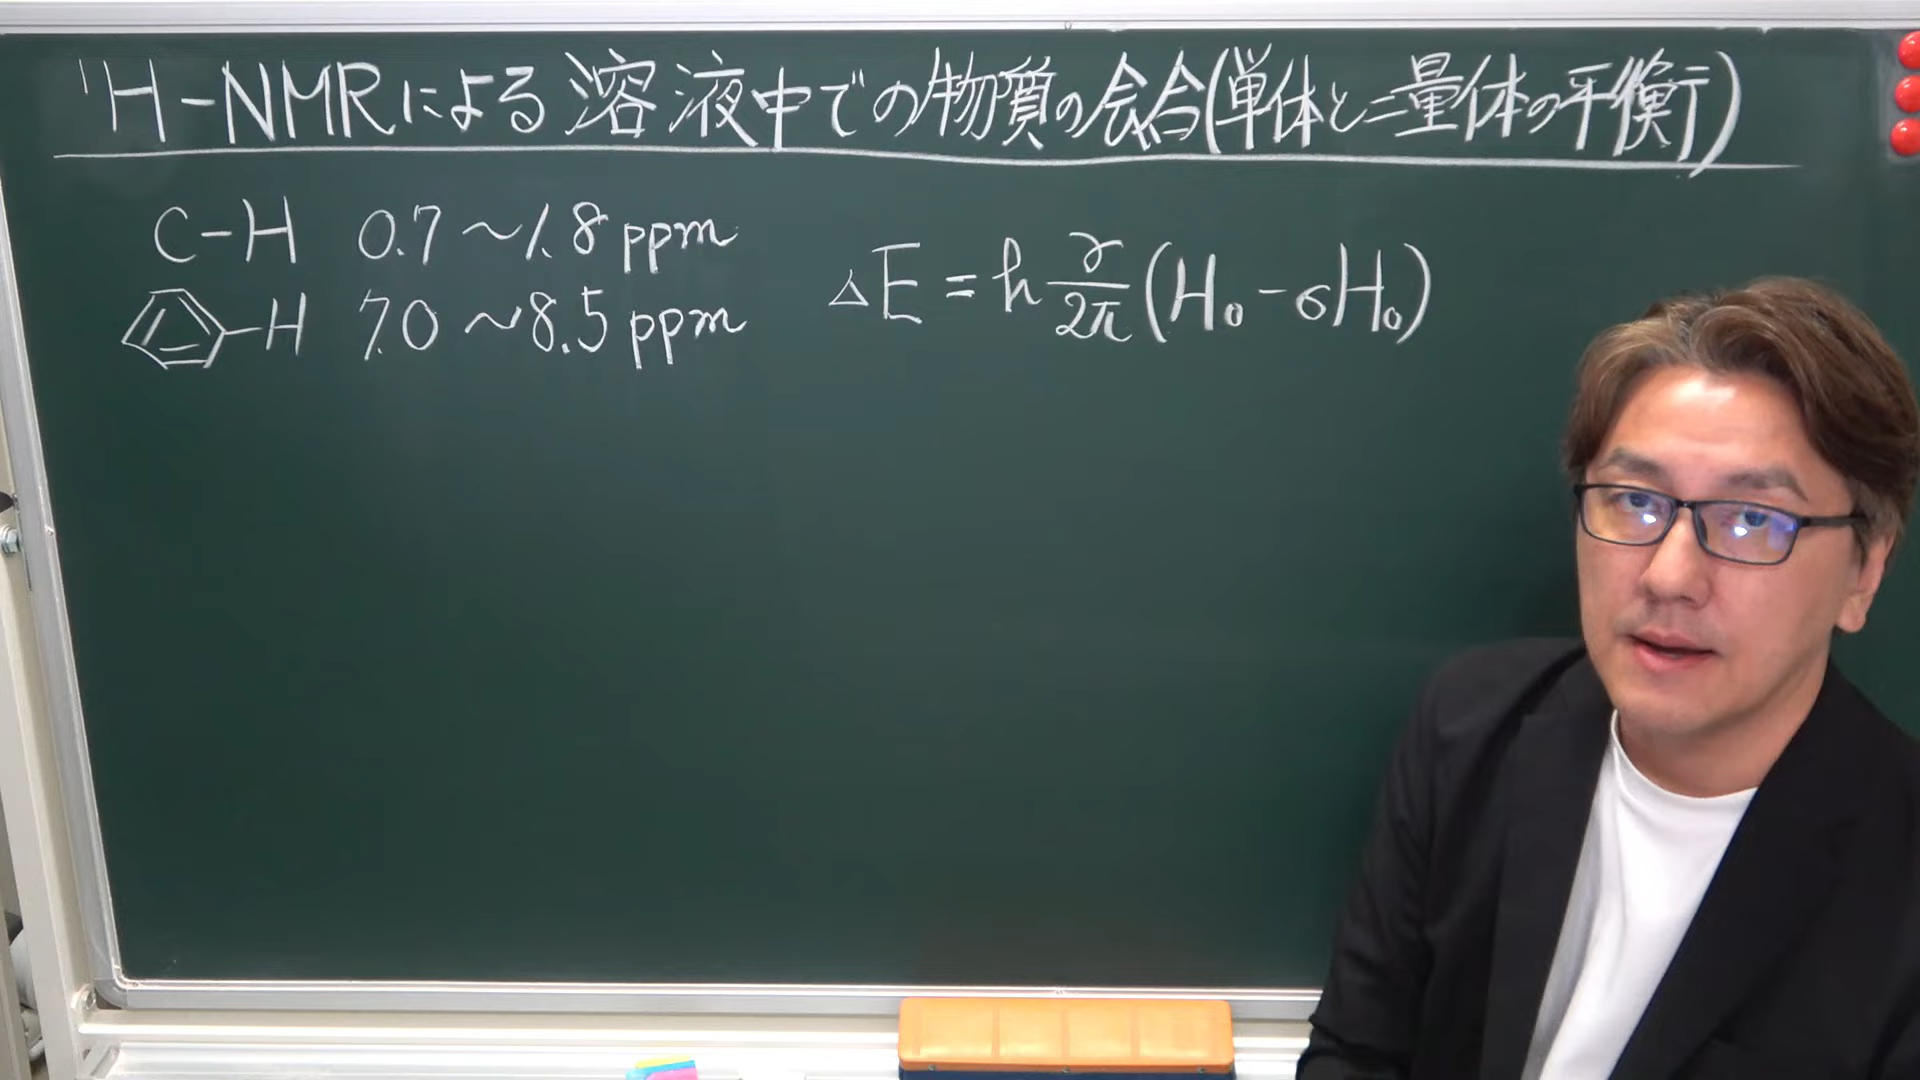 ¹H-NMRによる溶液中での物質の会合(単体と二量体の平衡)
C-H 0.7～1.8 ppm
-H 7.0～8.5 ppm
ΔE = h γ/2π (H₀ - σH₀)